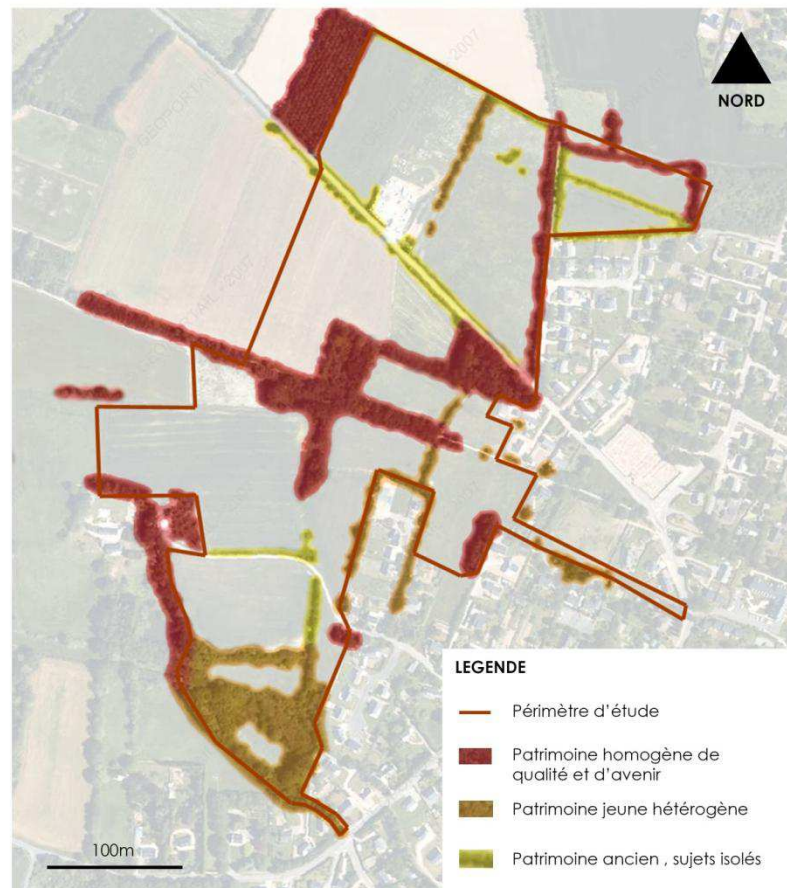 NORD
LEGENDE
Périmètre d'étude
Patrimoine homogène de
qualité et d'avenir
Patrimoine jeune hétérogène
Patrimoine ancien , sujets isolés
100m